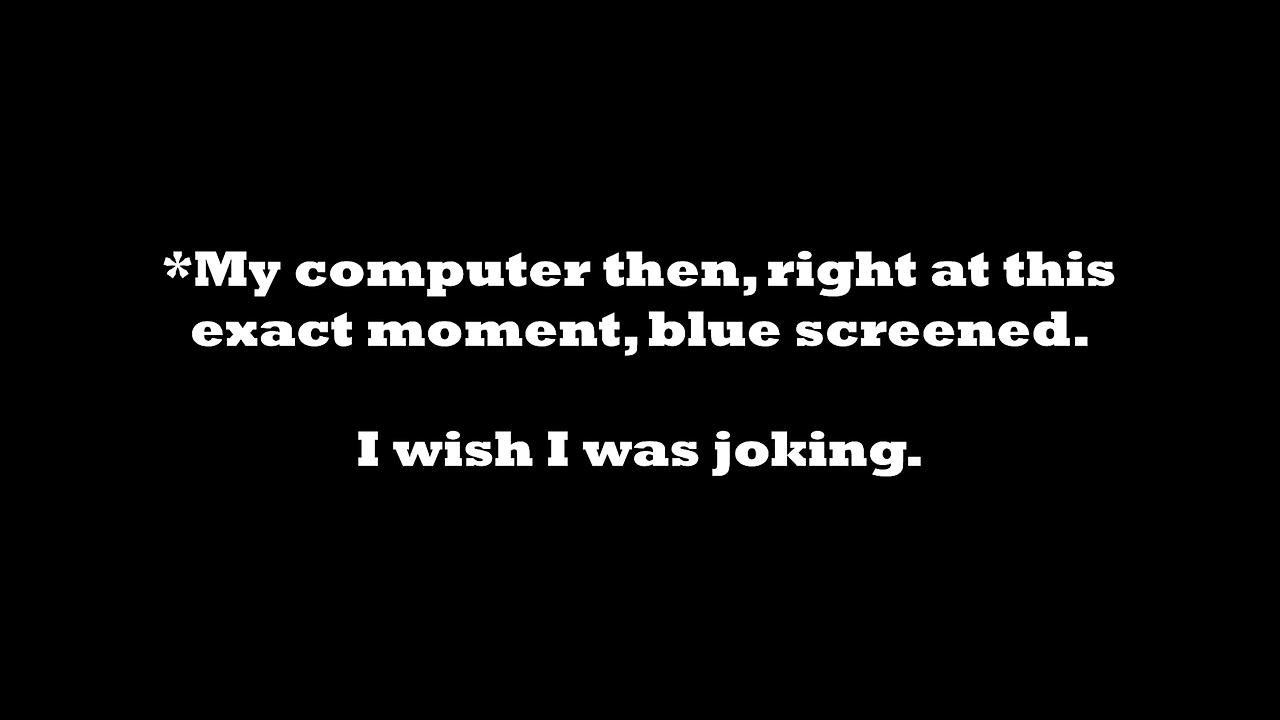 *My computer then, right at this
exact moment, blue screened.
I wish I was joking.